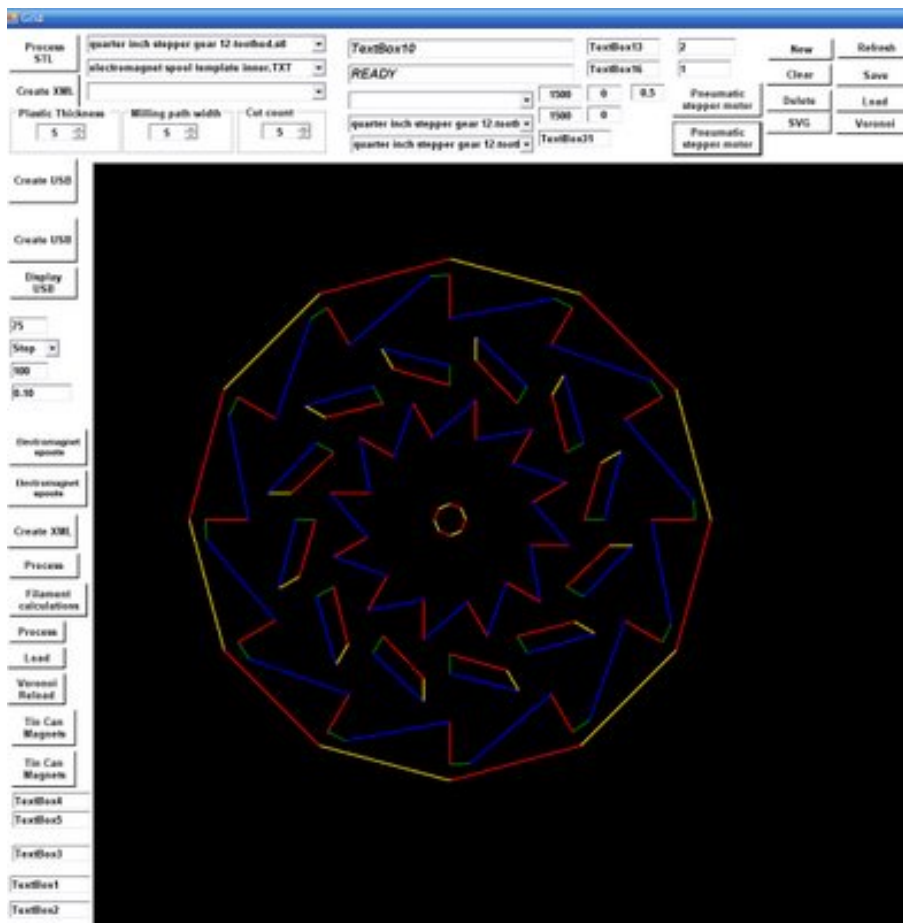 Grid
Process STL
quarter inch stepper gear 12 toothed.stl
TextBox10
TextBox13
2
New
Refresh
electromagnet spool template inner.TXT
READY
TextBox16
1
Clear
Save
Create XML
1500
0
0.5
Pneumatic stepper motor
Delete
Load
Plastic Thickness
Milling path width
Cut count
5
5
5
quarter inch stepper gear 12 tooth
1500
0
SVG
Voronoi
quarter inch stepper gear 12 toot
TextBox31
Pneumatic stepper motor
Create USB
Create USB
Display USB
75
Step
100
0.10
Electromagnet spools
Electromagnet spools
Create XML
Process
Filament calculations
Process
Load
Voronoi Reload
Tin Can Magnets
Tin Can Magnets
TextBox4
TextBox5
TextBox3
TextBox1
TextBox2